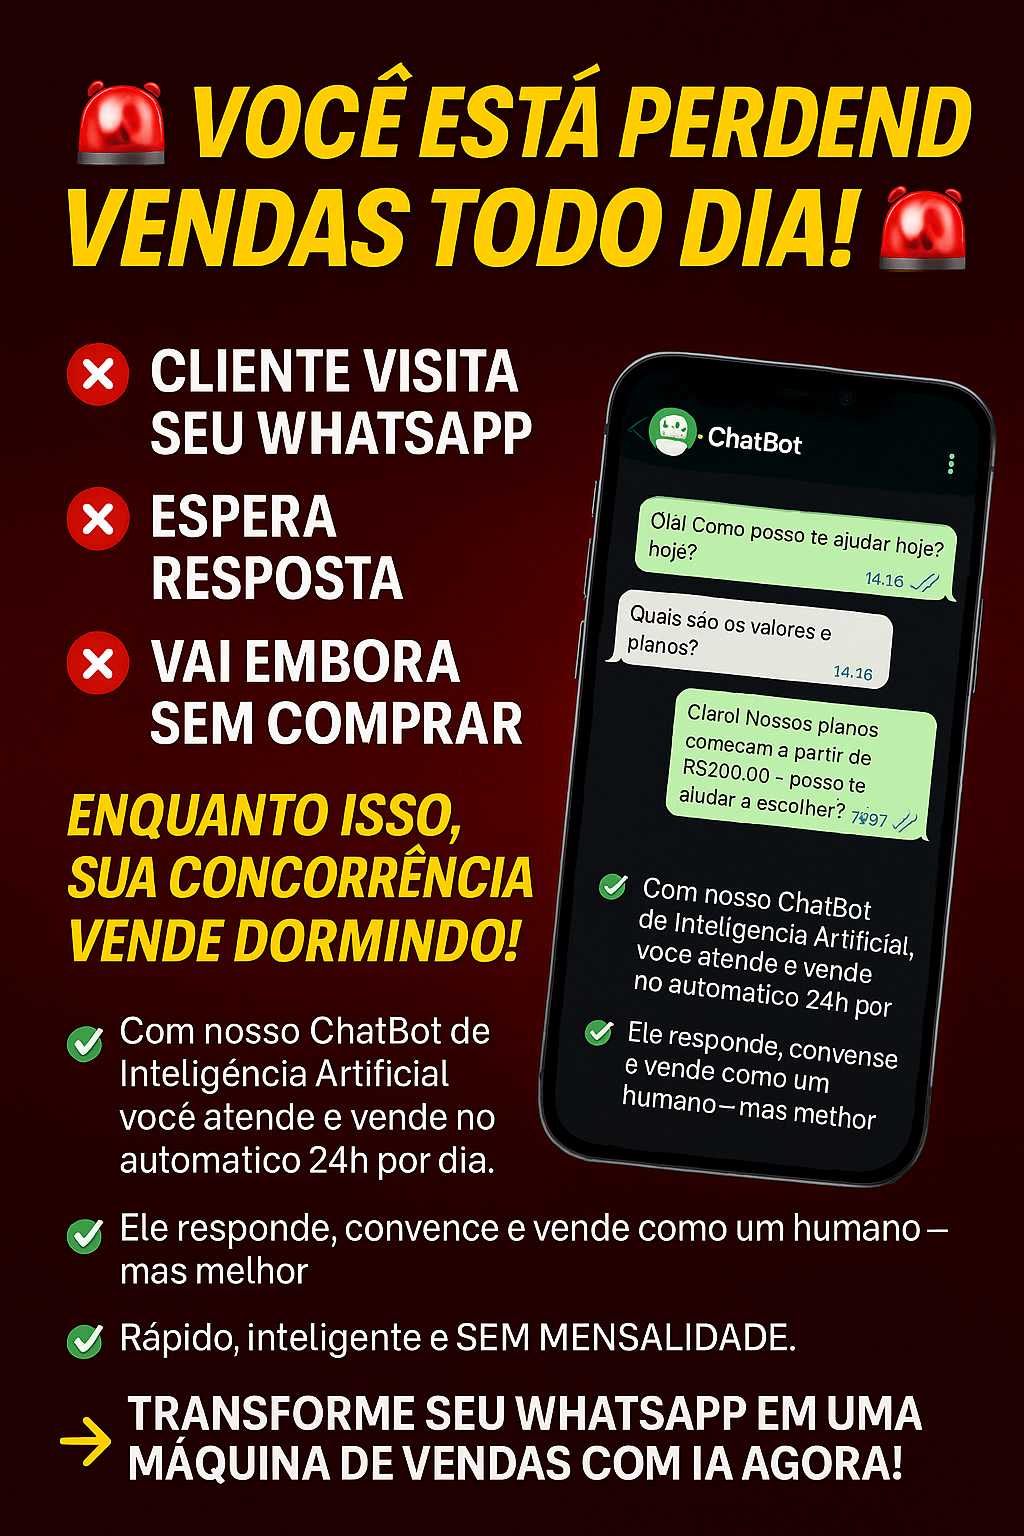 VOCÊ ESTÁ PERDEND
VENDAS TODO DIA!
CLIENTE VISITA
SEU WHATSAPP
ESPERA
RESPOSTA
VAI EMBORA
SEM COMPRAR
ENQUANTO ISSO,
SUA CONCORRÊNCIA
VENDE DORMINDO!
ChatBot
Olál Como posso te ajudar hoje?
hojé?
14.16
Quais são os valores e
planos?
14.16
Clarol Nossos planos
comecam a partir de
RS200.00 - posso te
aludar a escolher?
Com nosso ChatBot
de Inteligencia Artificíal,
voce atende e vende
no automatico 24h por
Ele responde, convense
e vende como um
humano—mas methor
Com nosso ChatBot de
Inteligéncia Artificial
vocé atende e vende no
automatico 24h por dia.
Ele responde, convence e vende como um humano –
mas melhor
Rápido, inteligente e SEM MENSALIDADE.
TRANSFORME SEU WHATSAPP EM UMA
MÁQUINA DE VENDAS COM IA AGORA!